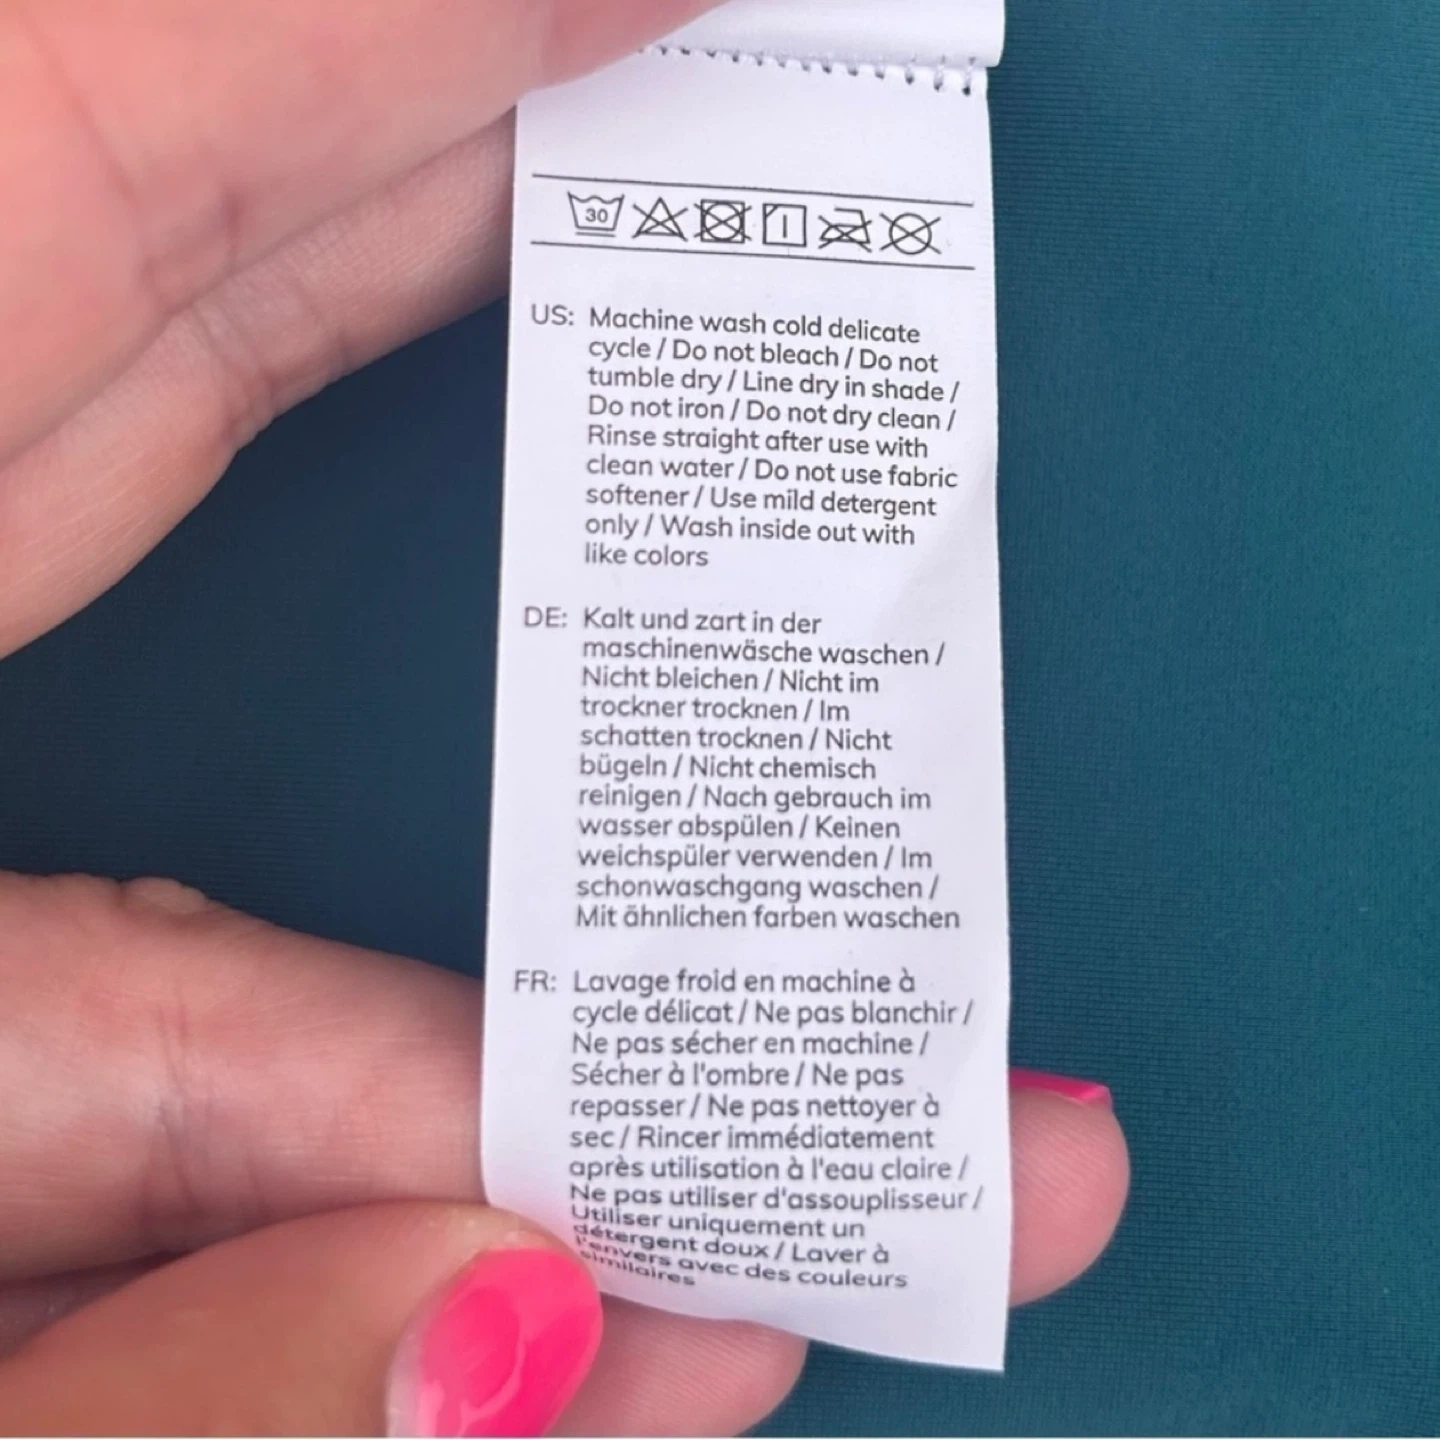 30
US: Machine wash cold delicate
cycle / Do not bleach / Do not
tumble dry / Line dry in shade /
Do not iron / Do not dry clean /
Rinse straight after use with
clean water / Do not use fabric
softener / Use mild detergent
only / Wash inside out with
like colors
DE: Kalt und zart in der
maschinenwäsche waschen /
Nicht bleichen / Nicht im
trockner trocknen / Im
schatten trocknen / Nicht
bügeln / Nicht chemisch
reinigen / Nach gebrauch im
wasser abspülen / Keinen
weichspüler verwenden / Im
schonwaschgang waschen /
Mit ähnlichen farben waschen
FR: Lavage froid en machine à
cycle délicat / Ne pas blanchir /
Ne pas sécher en machine /
Sécher à l'ombre / Ne pas
repasser / Ne pas nettoyer à
sec / Rincer immédiatement
après utilisation à l'eau claire /
Ne pas utiliser d'assouplisseur /
Utiliser uniquement un
détergent doux / Laver à
l'envers avec des couleurs
similaires